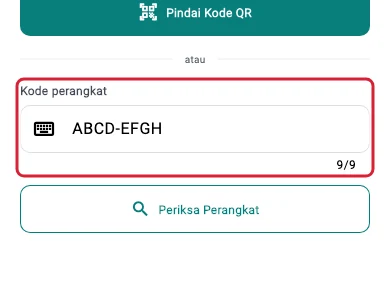 Pindai Kode QR
atau
Kode perangkat
ABCD-EFGH
9/9
Periksa Perangkat